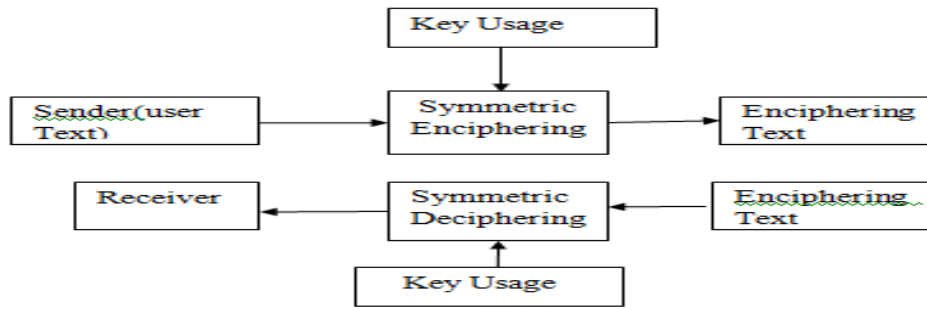 Key Usage
Sender(user
Text)
Symmetric
Enciphering
Enciphering
Text
Receiver
Symmetric
Deciphering
Enciphering
Text
Key Usage